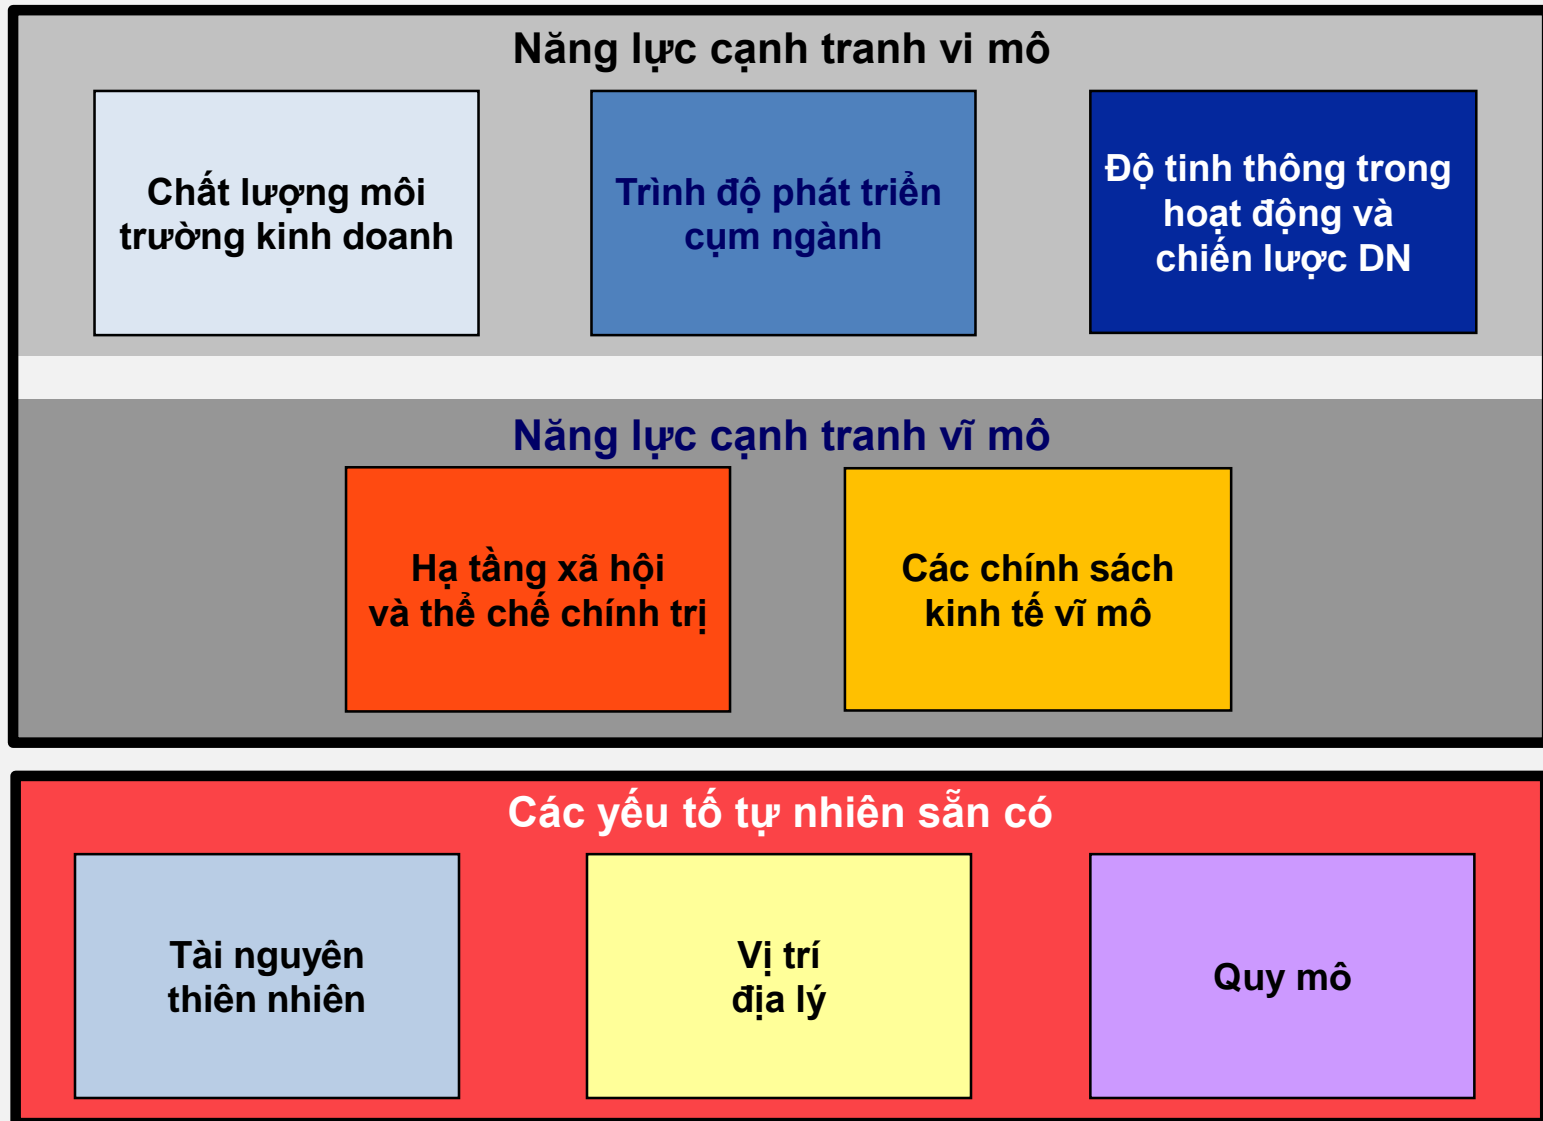 Năng lực cạnh tranh vi mô
Chất lượng môi
trường kinh doanh
Trình độ phát triển
cụm ngành
Độ tinh thông trong
hoạt động và
chiến lược DN
Năng lực cạnh tranh vĩ mô
Hạ tầng xã hội
và thể chế chính trị
Các chính sách
kinh tế vĩ mô
Các yếu tố tự nhiên sẵn có
Tài nguyên
thiên nhiên
Vị trí
địa lý
Quy mô